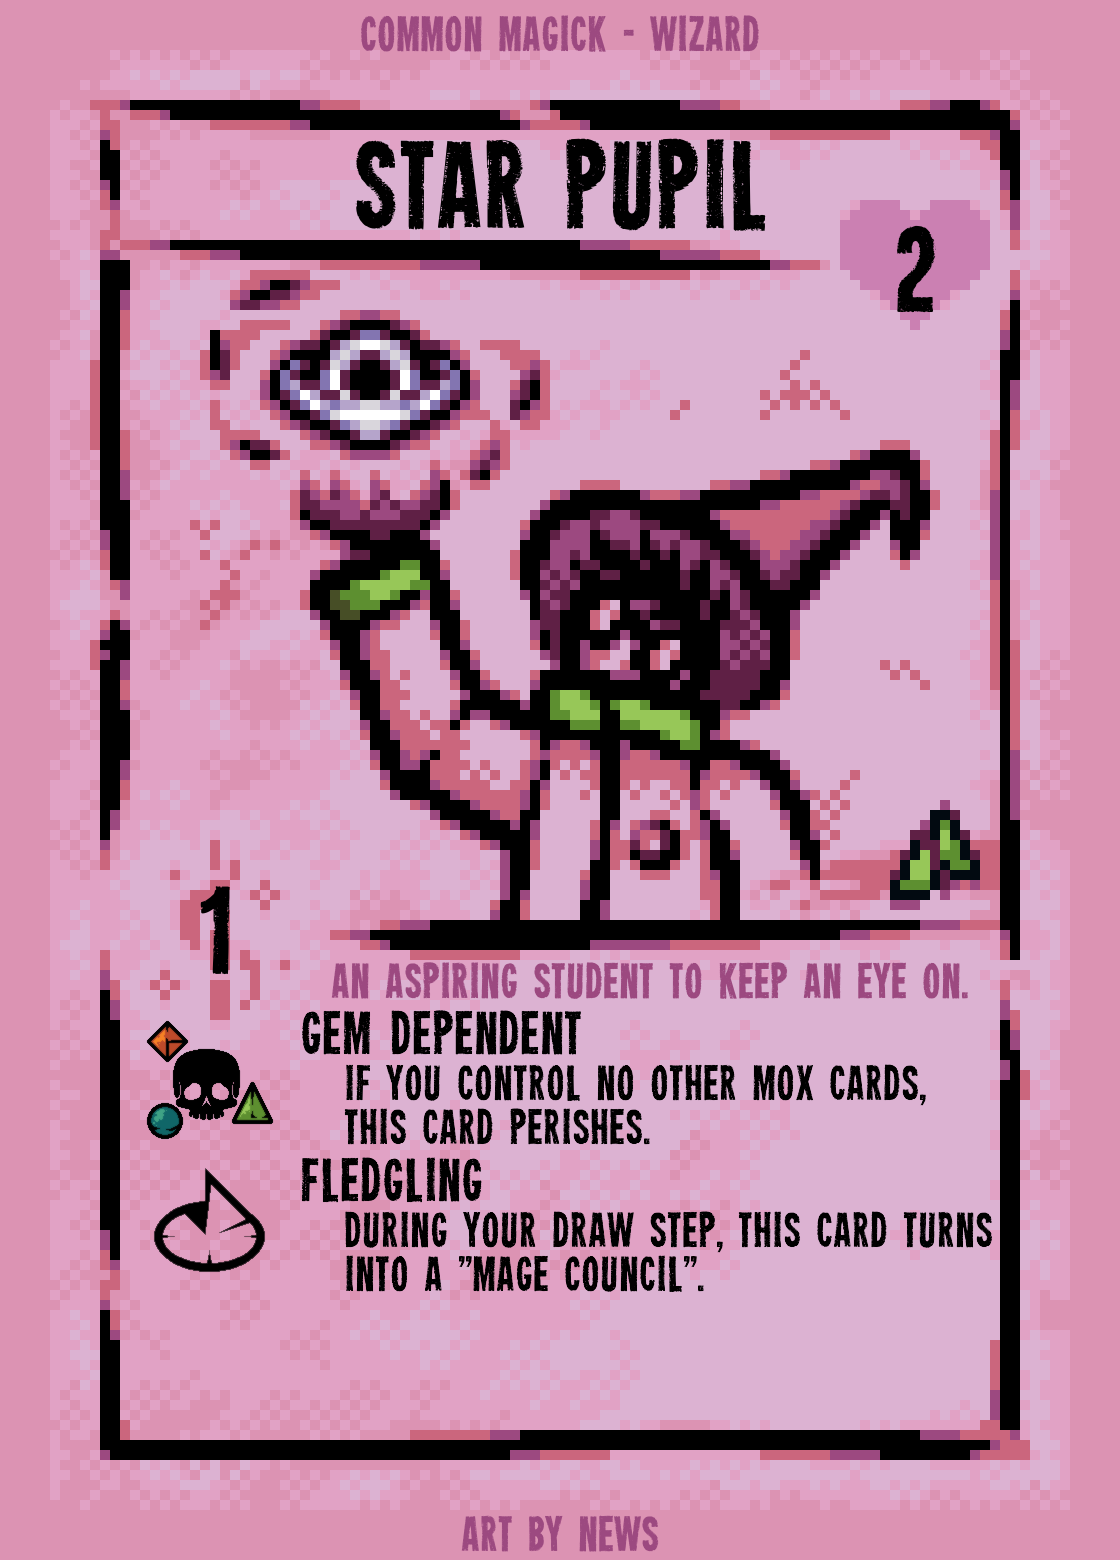 COMMON MAGICK - WIZARD
STAR PUPIL
2
1
AN ASPIRING STUDENT TO KEEP AN EYE ON.
GEM DEPENDENT
IF YOU CONTROL NO OTHER MOX CARDS,
THIS CARD PERISHES.
FLEDGLING
DURING YOUR DRAW STEP, THIS CARD TURNS
INTO A "MAGE COUNCIL".
ART BY NEWS